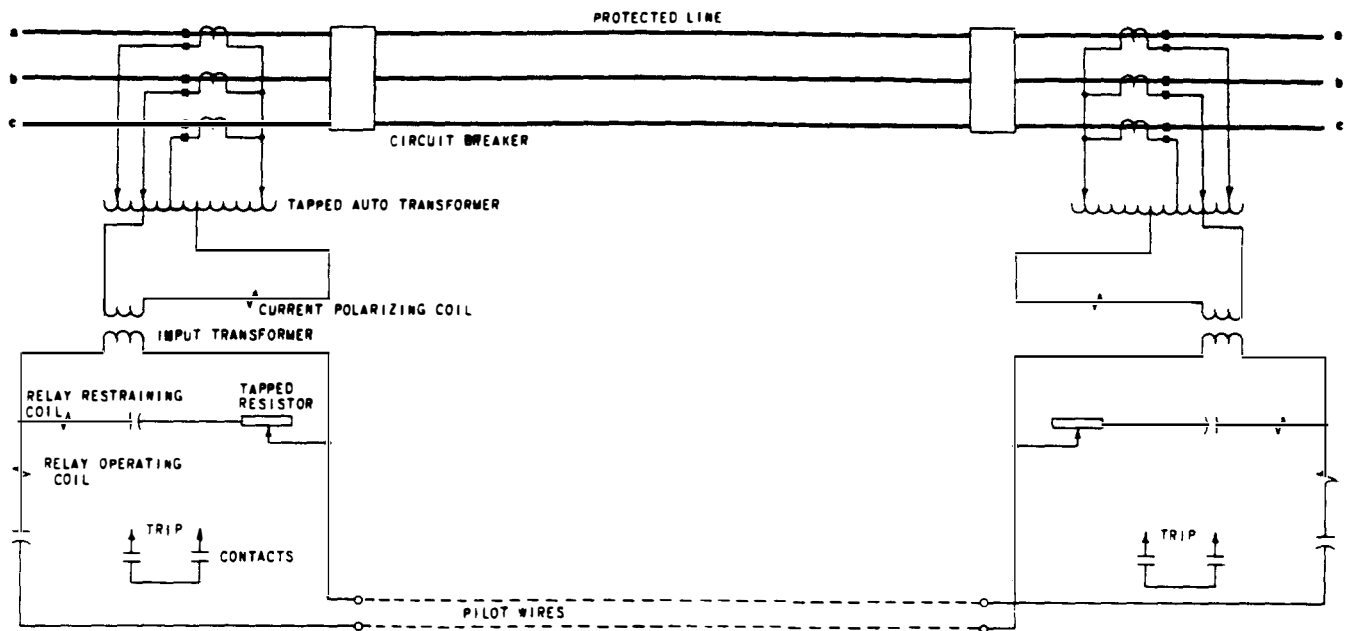 PROTECTED LINE
a
a
b
b
c
c
CIRCUIT BREAKER
TAPPED AUTO TRANSFORMER
CURRENT POLARIZING COIL
INPUT TRANSFORMER
RELAY RESTRAINING
COIL
TAPPED
RESISTOR
RELAY OPERATING
COIL
TRIP
CONTACTS
TRIP
PILOT WIRES